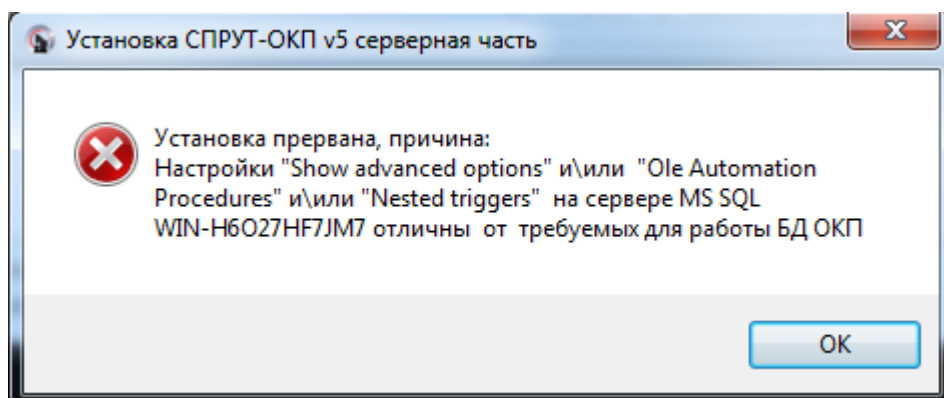 Установка СПРУТ-ОКП v5 серверная часть
Установка прервана, причина:
Настройки "Show advanced options" и\или "Ole Automation
Procedures" и\или "Nested triggers" на сервере MS SQL
WIN-H6O27HF7JM7 отличны от требуемых для работы БД ОКП
OK